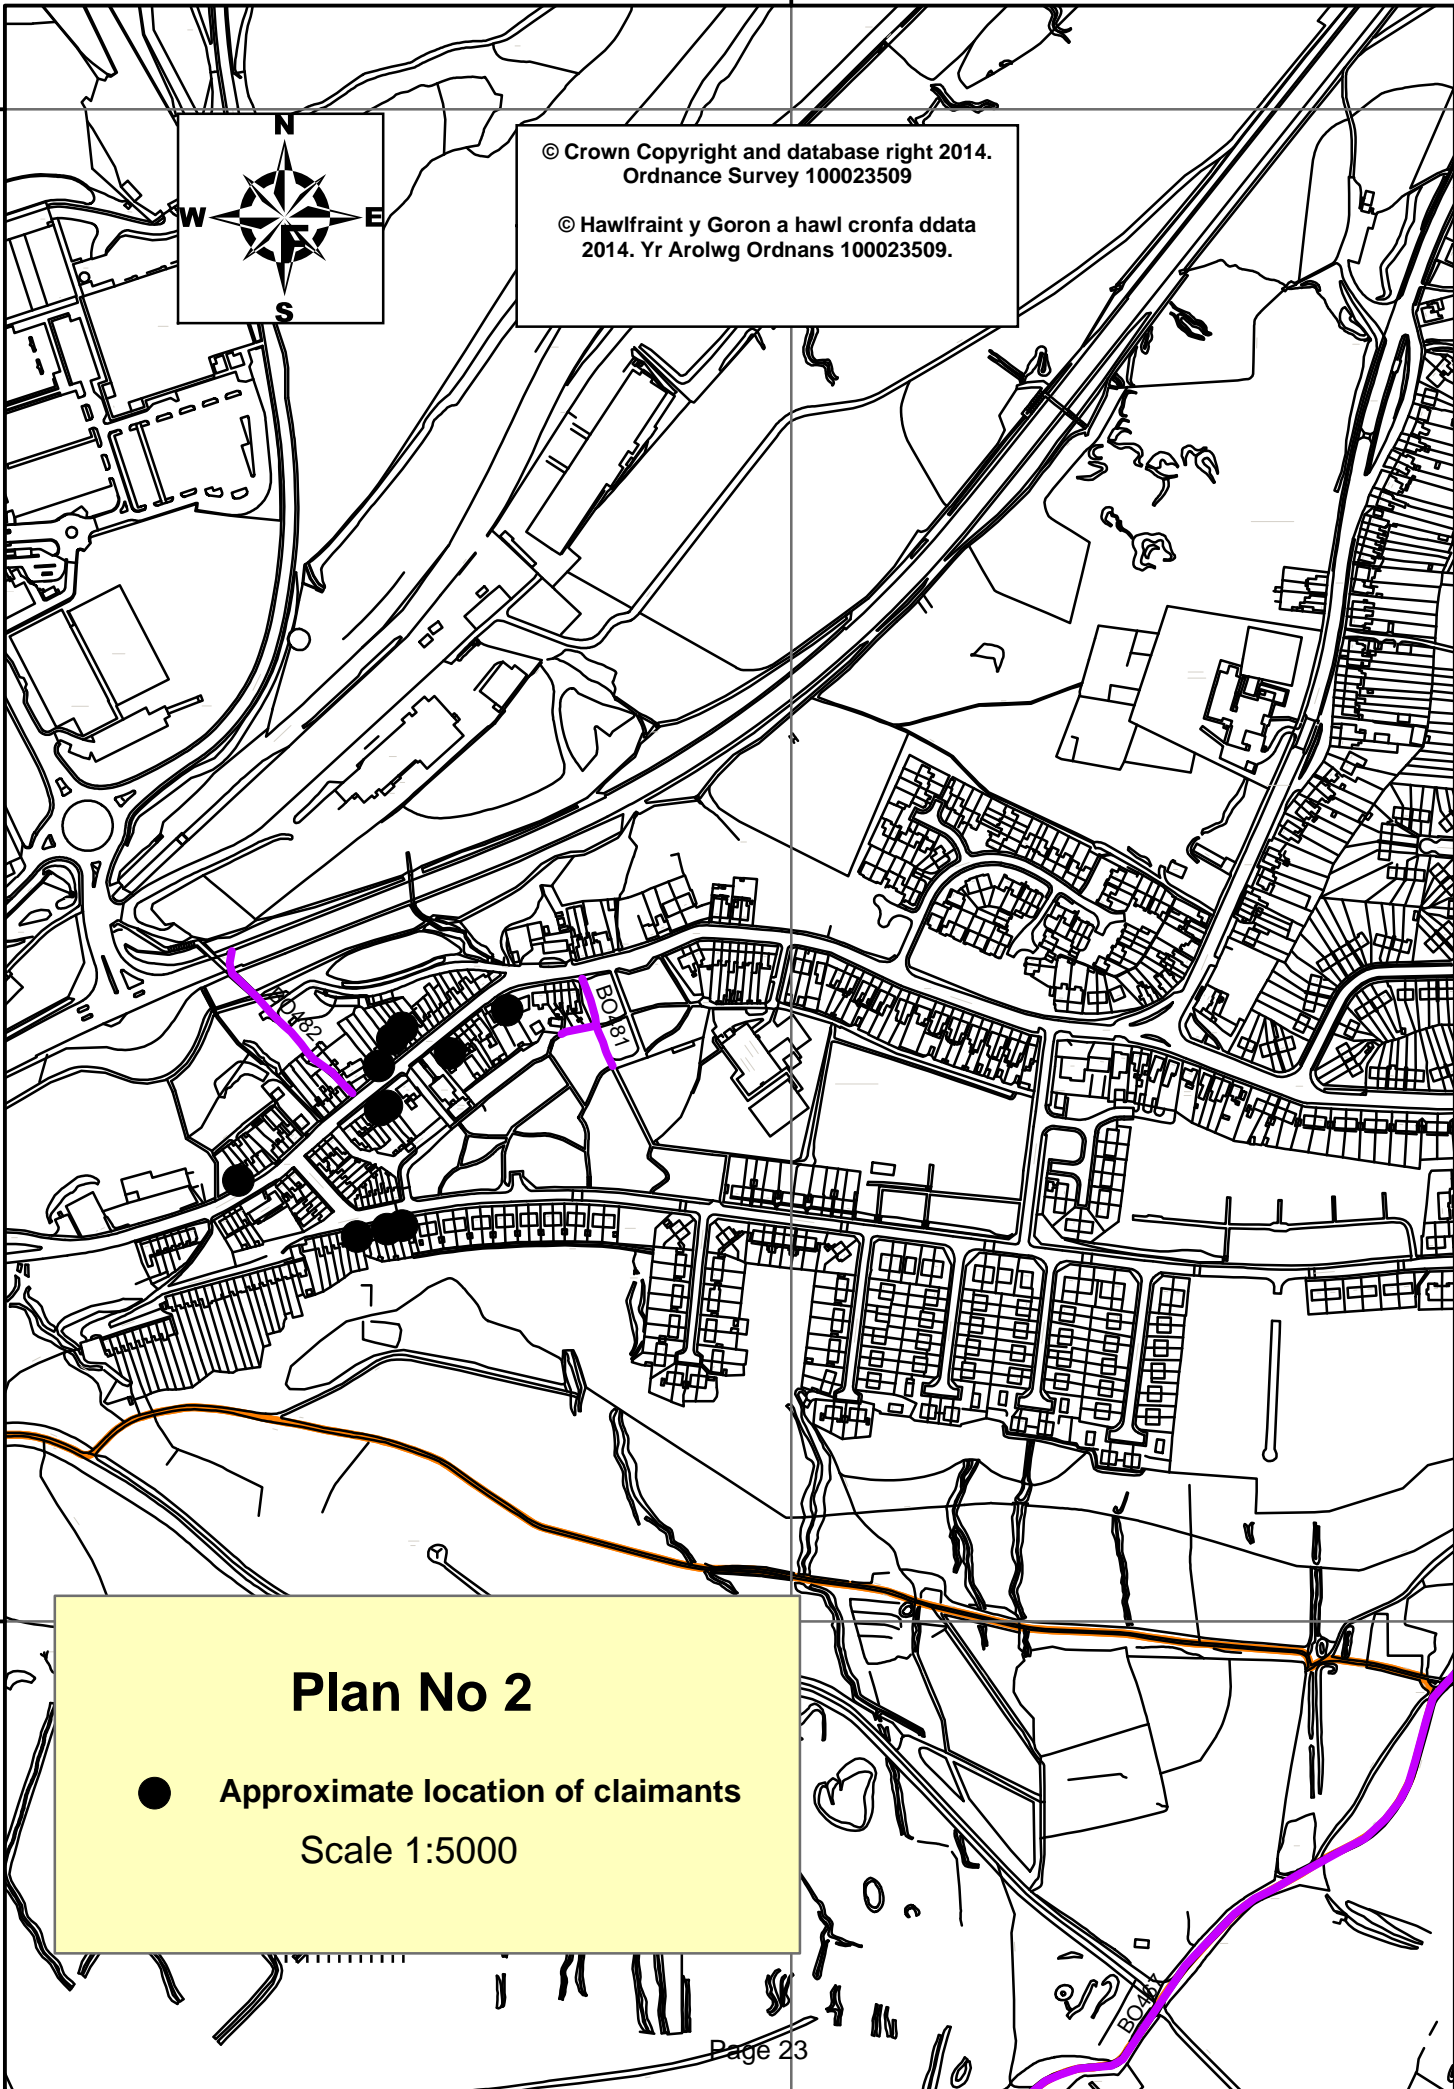 N
W E
S
© Crown Copyright and database right 2014.
Ordnance Survey 100023509
© Hawlfraint y Goron a hawl cronfa ddata
2014. Yr Arolwg Ordnans 100023509.
BO482
BO481
Plan No 2
Approximate location of claimants
Scale 1:5000
BO467
Page 23